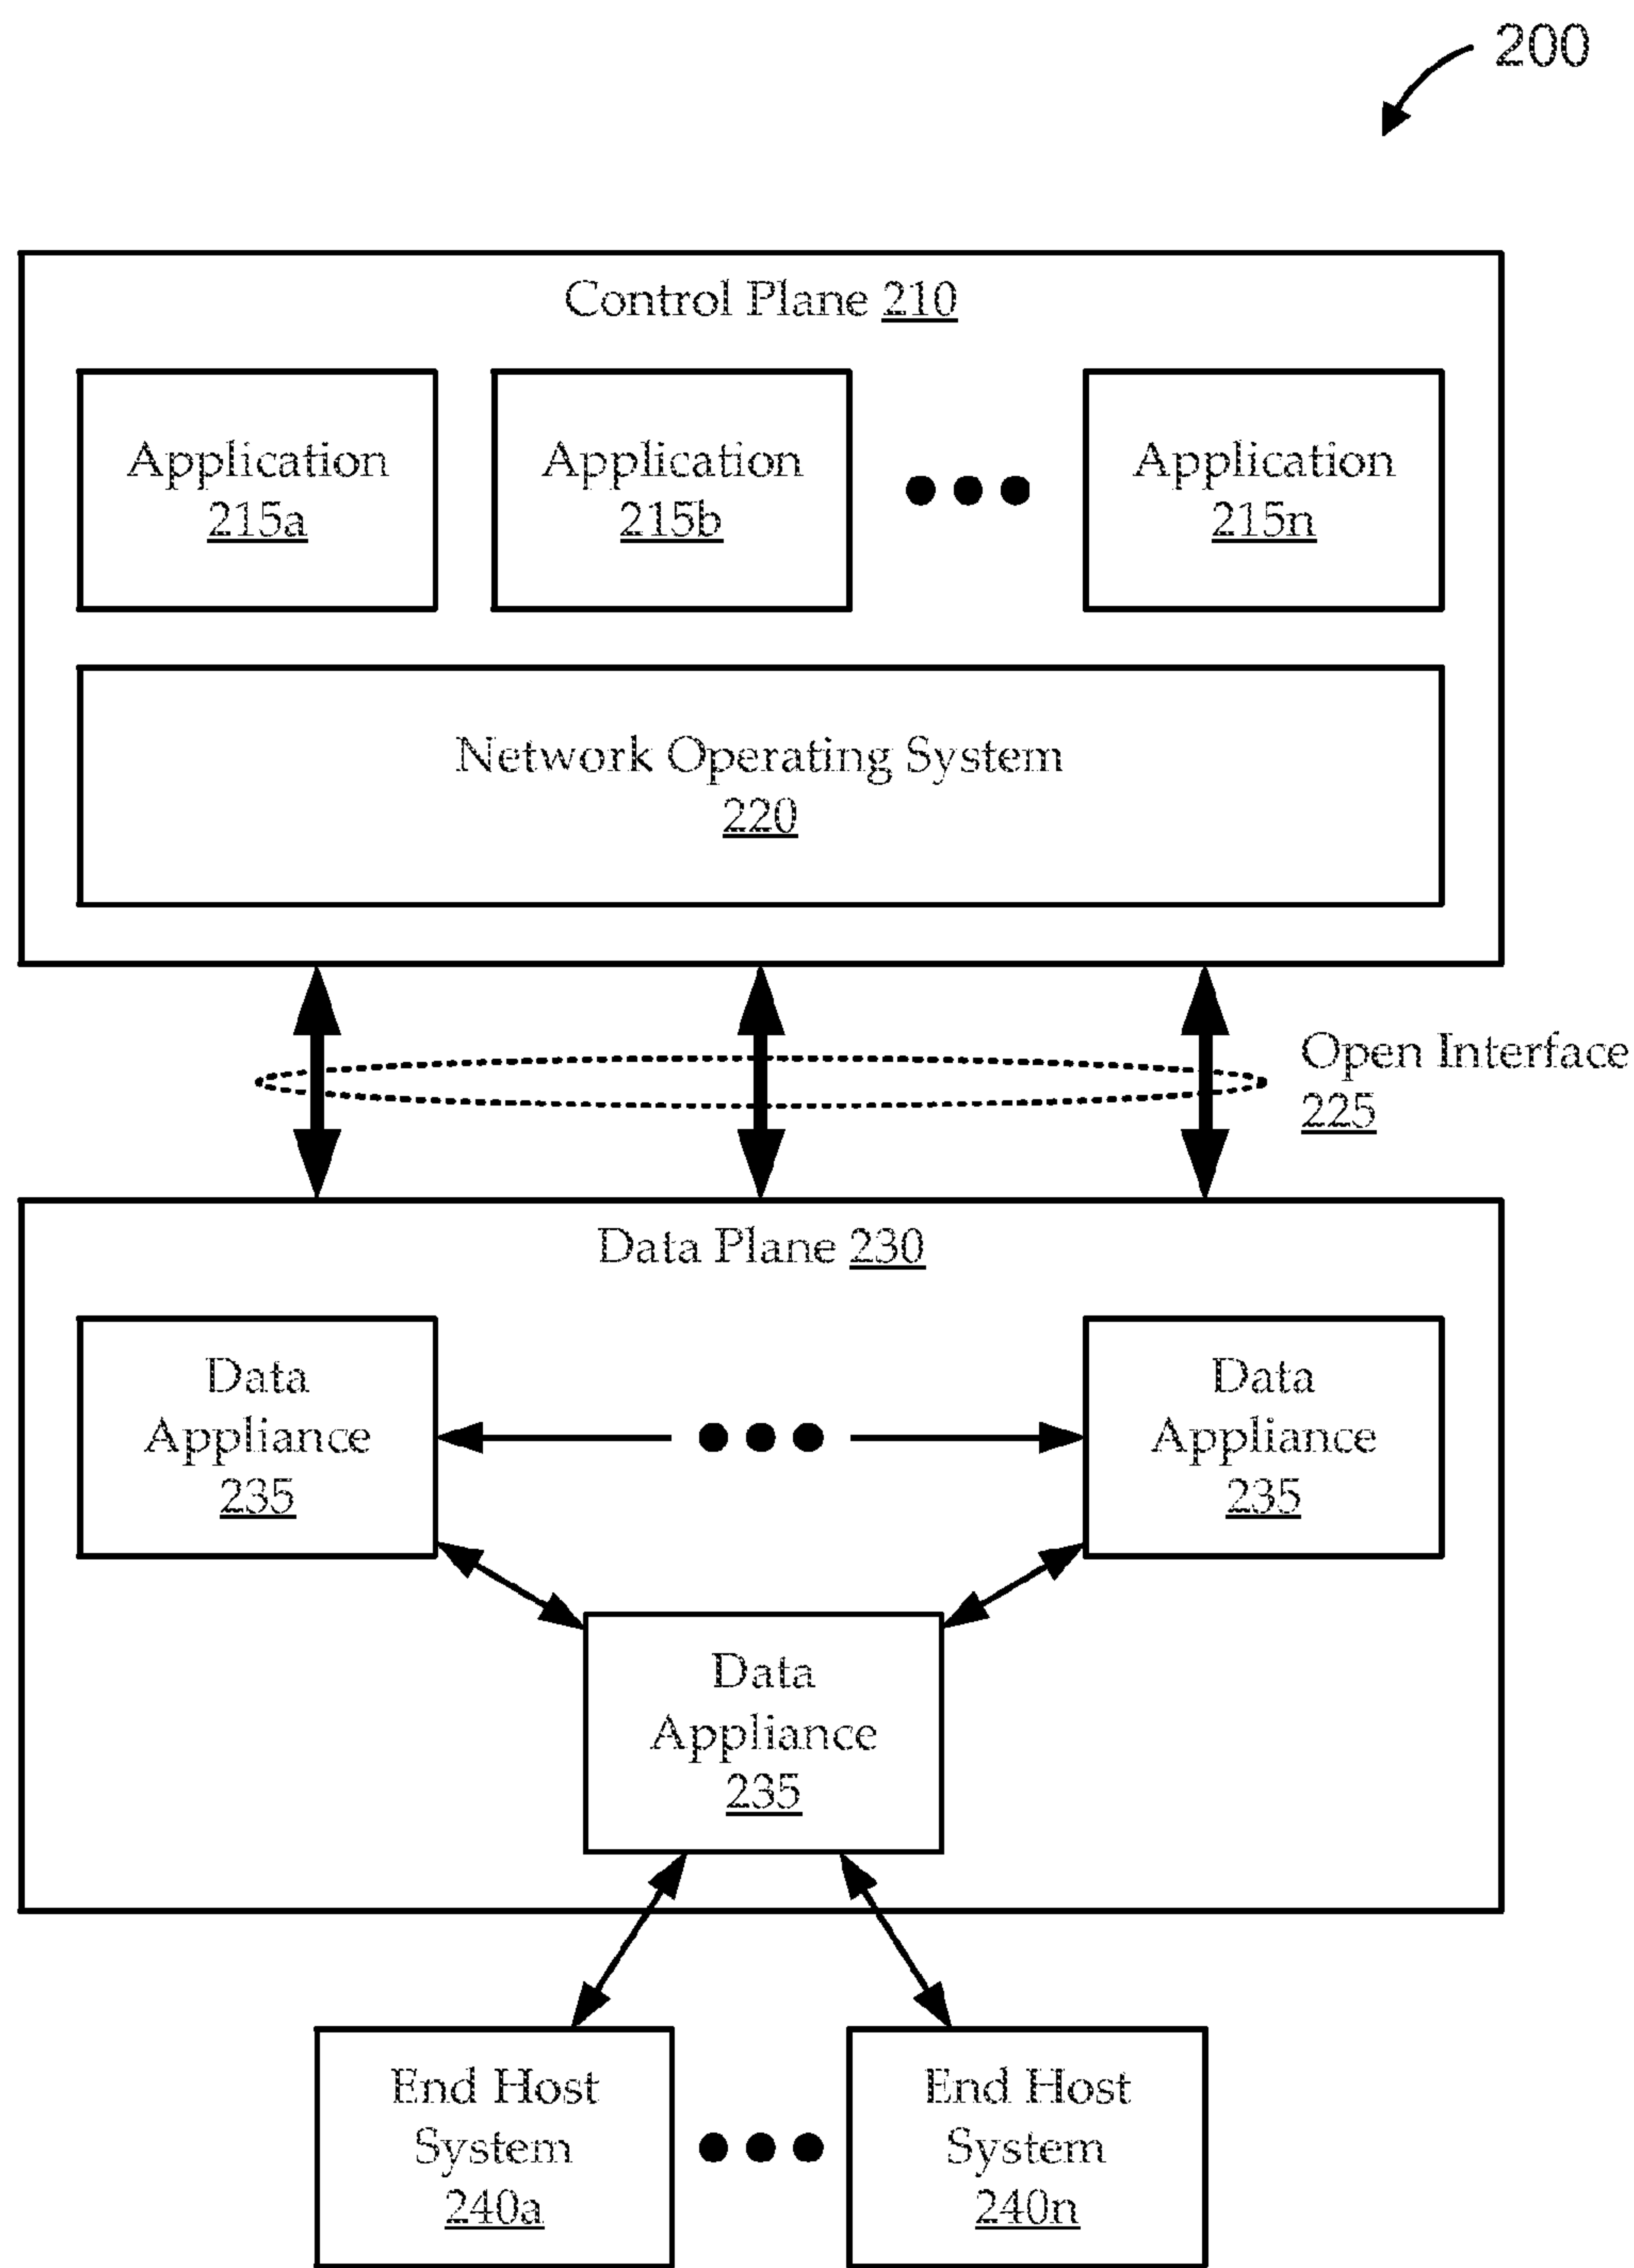 200
Control Plane 210
Application
215a
Application
215b
Application
215n
Network Operating System
220
Open Interface
225
Data Plane 230
Data
Appliance
235
Data
Appliance
235
Data
Appliance
235
End Host
System
240a
End Host
System
240n